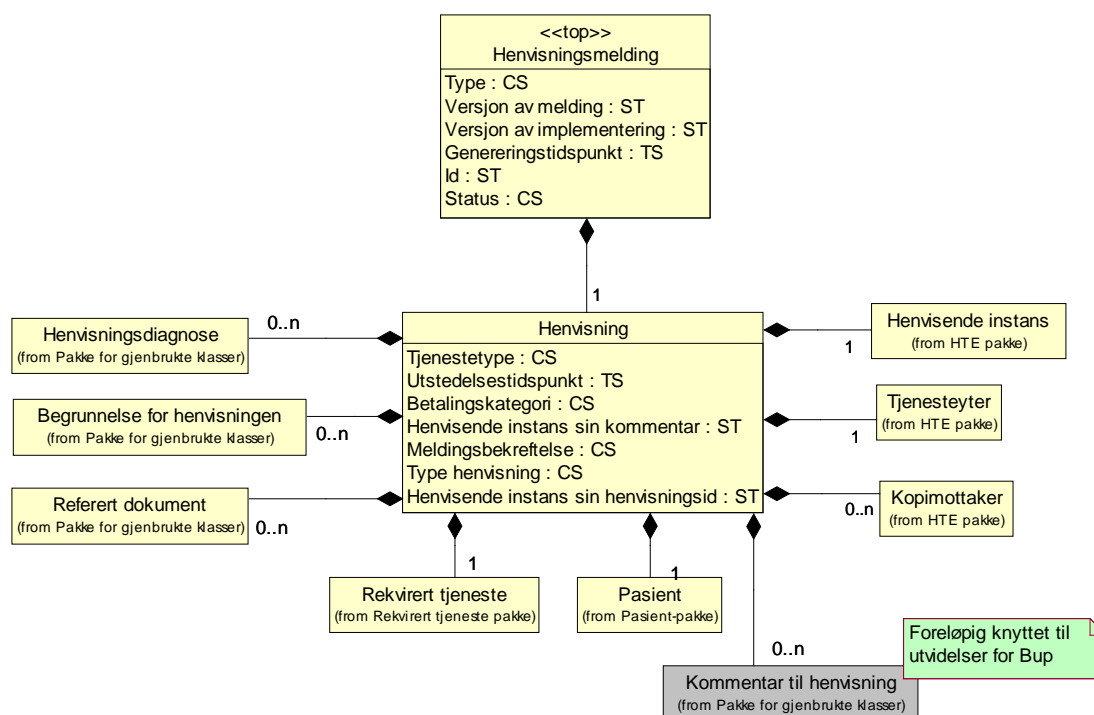 <<top>>
Henvisningsmelding
Type : CS
Versjon av melding : ST
Versjon av implementering : ST
Genereringstidspunkt : TS
Id : ST
Status : CS
1
Henvisningsdiagnose
(from Pakke for gjenbrukte klasser)
0..n
Begrunnelse for henvisningen
(from Pakke for gjenbrukte klasser)
0..n
Referert dokument
(from Pakke for gjenbrukte klasser)
0..n
Henvisning
Tjenestetype : CS
Utstedelsestidspunkt : TS
Betalingskategori : CS
Henvisende instans sin kommentar : ST
Meldingsbekreftelse : CS
Type henvisning : CS
Henvisende instans sin henvisningsid : ST
Henvisende instans
(from HTE pakke)
1
Tjenesteyter
(from HTE pakke)
1
Kopimottaker
(from HTE pakke)
0..n
1
Rekvirert tjeneste
(from Rekvirert tjeneste pakke)
1
Pasient
(from Pasient-pakke)
0..n
Foreløpig knyttet til
utvidelser for Bup
Kommentar til henvisning
(from Pakke for gjenbrukte klasser)